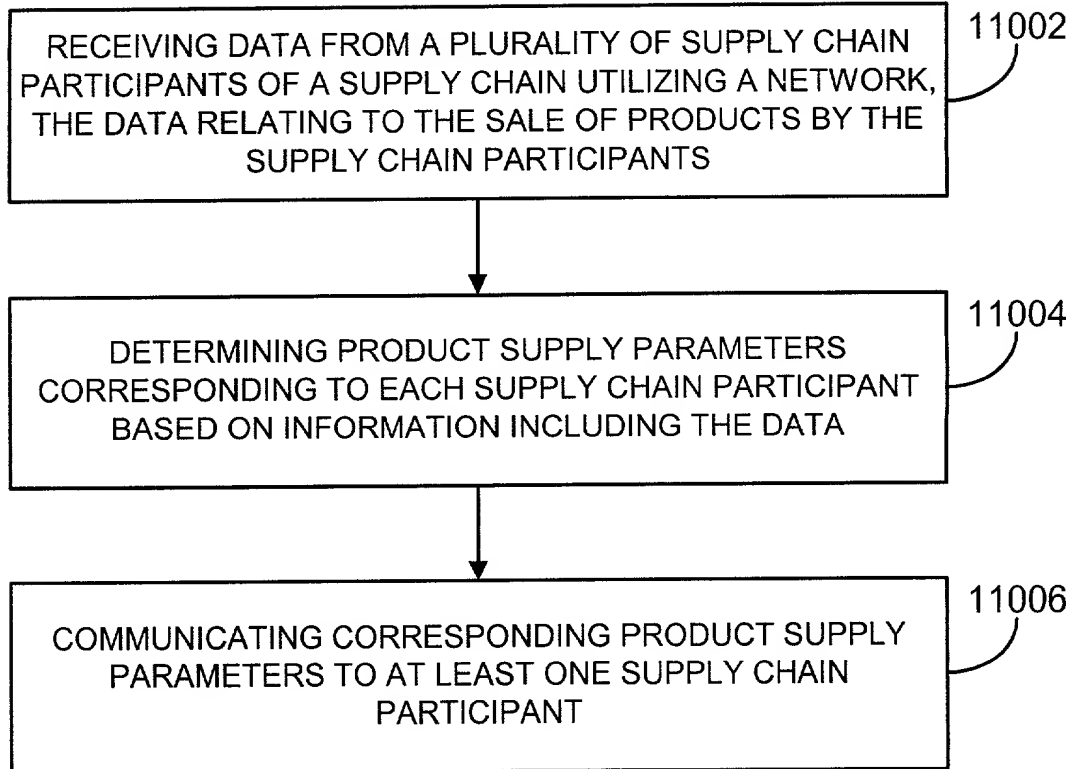 11002
RECEIVING DATA FROM A PLURALITY OF SUPPLY CHAIN
PARTICIPANTS OF A SUPPLY CHAIN UTILIZING A NETWORK,
THE DATA RELATING TO THE SALE OF PRODUCTS BY THE
SUPPLY CHAIN PARTICIPANTS
11004
DETERMINING PRODUCT SUPPLY PARAMETERS
CORRESPONDING TO EACH SUPPLY CHAIN PARTICIPANT
BASED ON INFORMATION INCLUDING THE DATA
11006
COMMUNICATING CORRESPONDING PRODUCT SUPPLY
PARAMETERS TO AT LEAST ONE SUPPLY CHAIN
PARTICIPANT